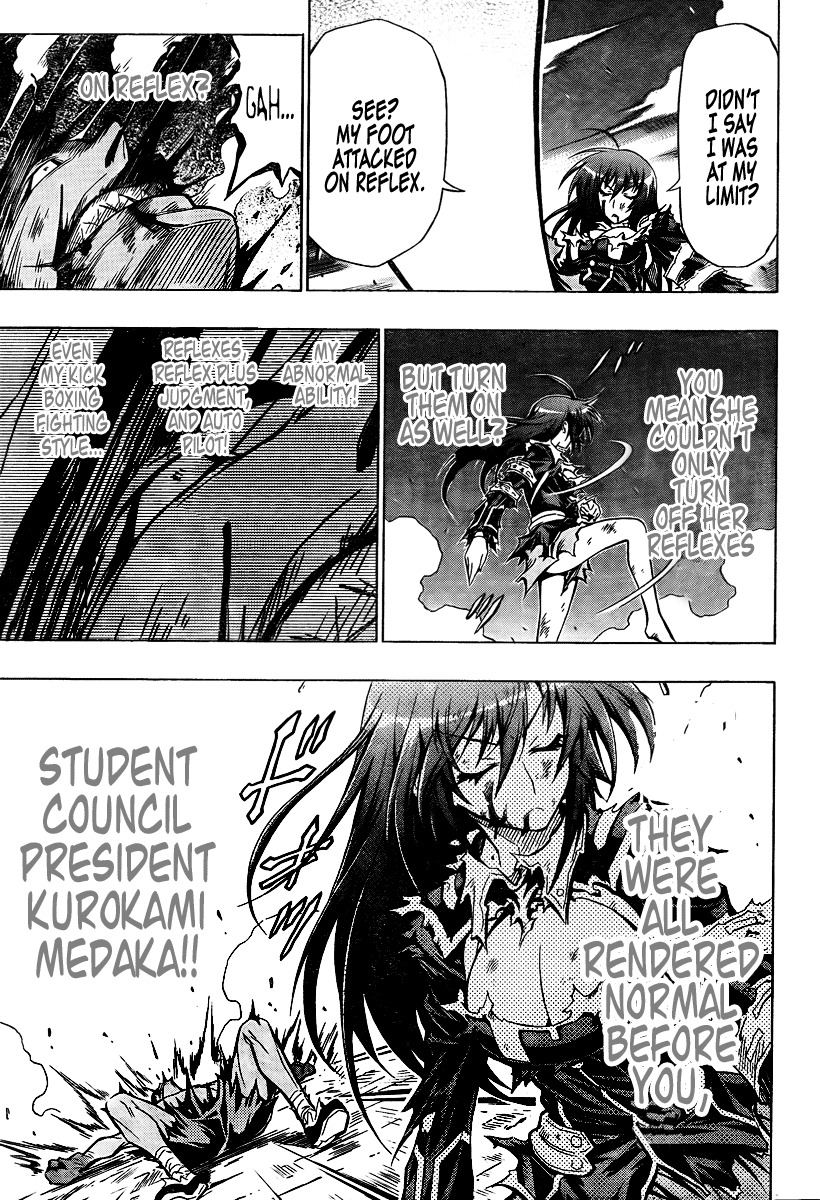 DIDN'T
I SAY
I WAS
AT MY
LIMIT?
SEE?
MY FOOT
ATTACKED
ON REFLEX.
GAH...
ON REFLEX?
YOU
MEAN SHE
COULDN'T
ONLY
TURN
OFF HER
REFLEXES
BUT TURN
THEM ON
AS WELL?
MY
ABNORMAL
ABILITY!
REFLEXES,
REFLEX PLUS
JUDGMENT,
AND AUTO
PILOT!
EVEN
MY KICK
BOXING
FIGHTING
STYLE...
THEY
WERE
ALL
RENDERED
NORMAL
BEFORE
YOU,
STUDENT
COUNCIL
PRESIDENT
KUROKAMI
MEDAKA!!